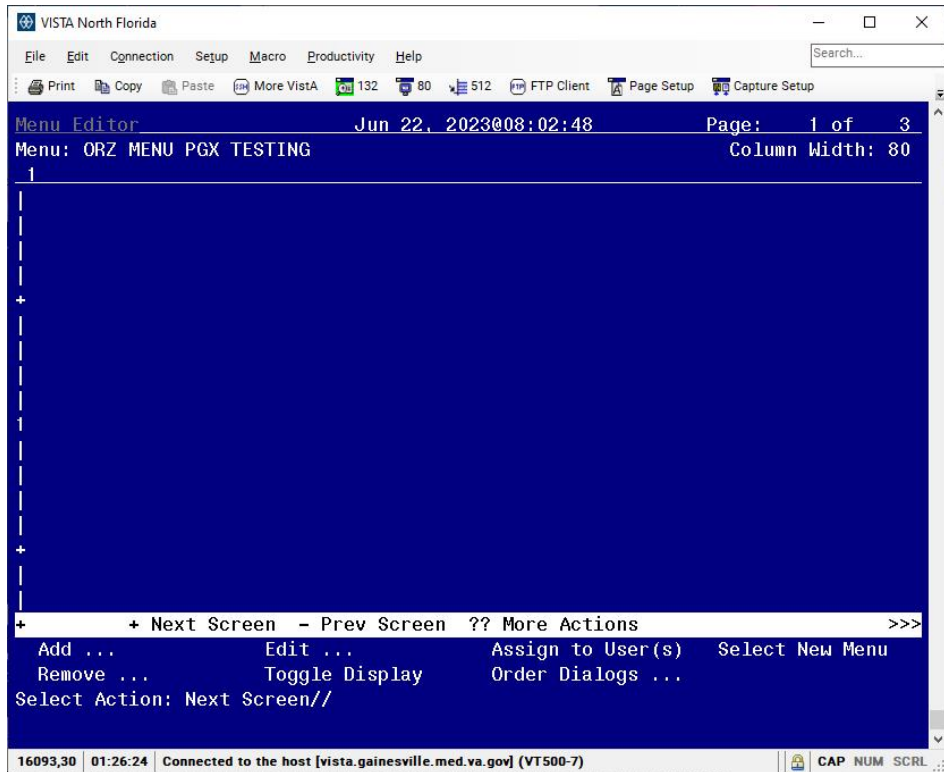 VISTA North Florida
File Edit Connection Setup Macro Productivity Help Search...
Print Copy Paste More VistA 132 80 512 FTP Client Page Setup Capture Setup
Menu Editor Jun 22, 2023@08:02:48 Page: 1 of 3
Menu: ORZ MENU PGX TESTING Column Width: 80
1
|
|
|
|
+
|
|
|
|
1
|
|
|
|
+
|
|
+ + Next Screen - Prev Screen ?? More Actions >>>
Add ... Edit ... Assign to User(s) Select New Menu
Remove ... Toggle Display Order Dialogs ...
Select Action: Next Screen//
16093,30 01:26:24 Connected to the host [vista.gainesville.med.va.gov] (VT500-7) CAP NUM SCRL